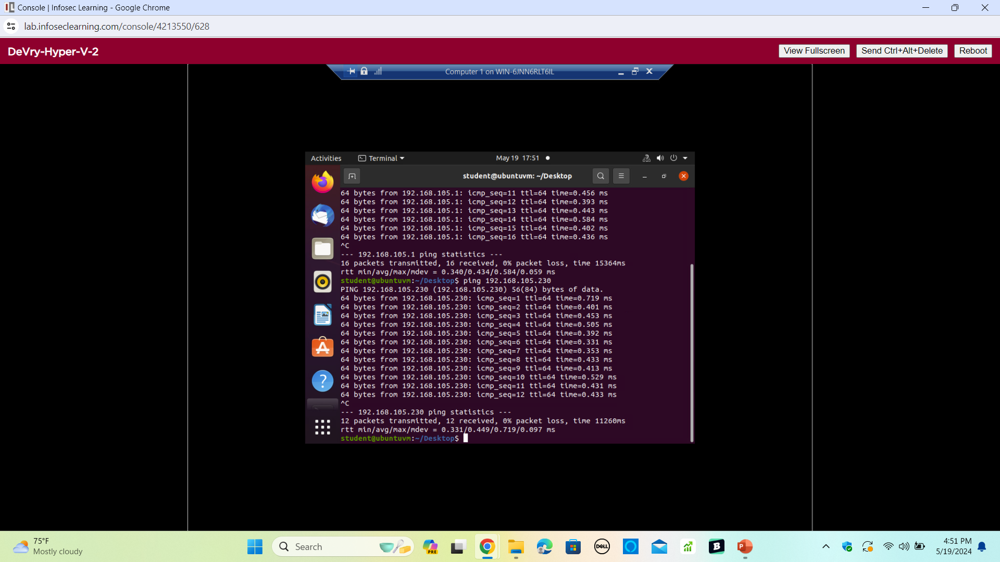 Console | Infosec Learning - Google Chrome
lab.infoseclearning.com/console/4213550/628
DeVry-Hyper-V-2
View Fullscreen
Send Ctrl+Alt+Delete
Reboot
Computer 1 on WIN-6JNN6RLT6IL
Activities
Terminal
May 19 17:51
student@ubuntuvm: ~/Desktop
64 bytes from 192.168.105.1: icmp_seq=11 ttl=64 time=0.456 ms
64 bytes from 192.168.105.1: icmp_seq=12 ttl=64 time=0.393 ms
64 bytes from 192.168.105.1: icmp_seq=13 ttl=64 time=0.443 ms
64 bytes from 192.168.105.1: icmp_seq=14 ttl=64 time=0.584 ms
64 bytes from 192.168.105.1: icmp_seq=15 ttl=64 time=0.402 ms
64 bytes from 192.168.105.1: icmp_seq=16 ttl=64 time=0.436 ms
^C
--- 192.168.105.1 ping statistics ---
16 packets transmitted, 16 received, 0% packet loss, time 15364ms
rtt min/avg/max/mdev = 0.340/0.434/0.584/0.059 ms
student@ubuntuvm:~/Desktop$ ping 192.168.105.230
PING 192.168.105.230 (192.168.105.230) 56(84) bytes of data.
64 bytes from 192.168.105.230: icmp_seq=1 ttl=64 time=0.719 ms
64 bytes from 192.168.105.230: icmp_seq=2 ttl=64 time=0.401 ms
64 bytes from 192.168.105.230: icmp_seq=3 ttl=64 time=0.453 ms
64 bytes from 192.168.105.230: icmp_seq=4 ttl=64 time=0.505 ms
64 bytes from 192.168.105.230: icmp_seq=5 ttl=64 time=0.392 ms
64 bytes from 192.168.105.230: icmp_seq=6 ttl=64 time=0.331 ms
64 bytes from 192.168.105.230: icmp_seq=7 ttl=64 time=0.353 ms
64 bytes from 192.168.105.230: icmp_seq=8 ttl=64 time=0.433 ms
64 bytes from 192.168.105.230: icmp_seq=9 ttl=64 time=0.413 ms
64 bytes from 192.168.105.230: icmp_seq=10 ttl=64 time=0.529 ms
64 bytes from 192.168.105.230: icmp_seq=11 ttl=64 time=0.431 ms
64 bytes from 192.168.105.230: icmp_seq=12 ttl=64 time=0.433 ms
^C
--- 192.168.105.230 ping statistics ---
12 packets transmitted, 12 received, 0% packet loss, time 11260ms
rtt min/avg/max/mdev = 0.331/0.449/0.719/0.097 ms
student@ubuntuvm:~/Desktop$
75°F
Mostly cloudy
Search
PRE
DELL
B
P
4:51 PM
5/19/2024